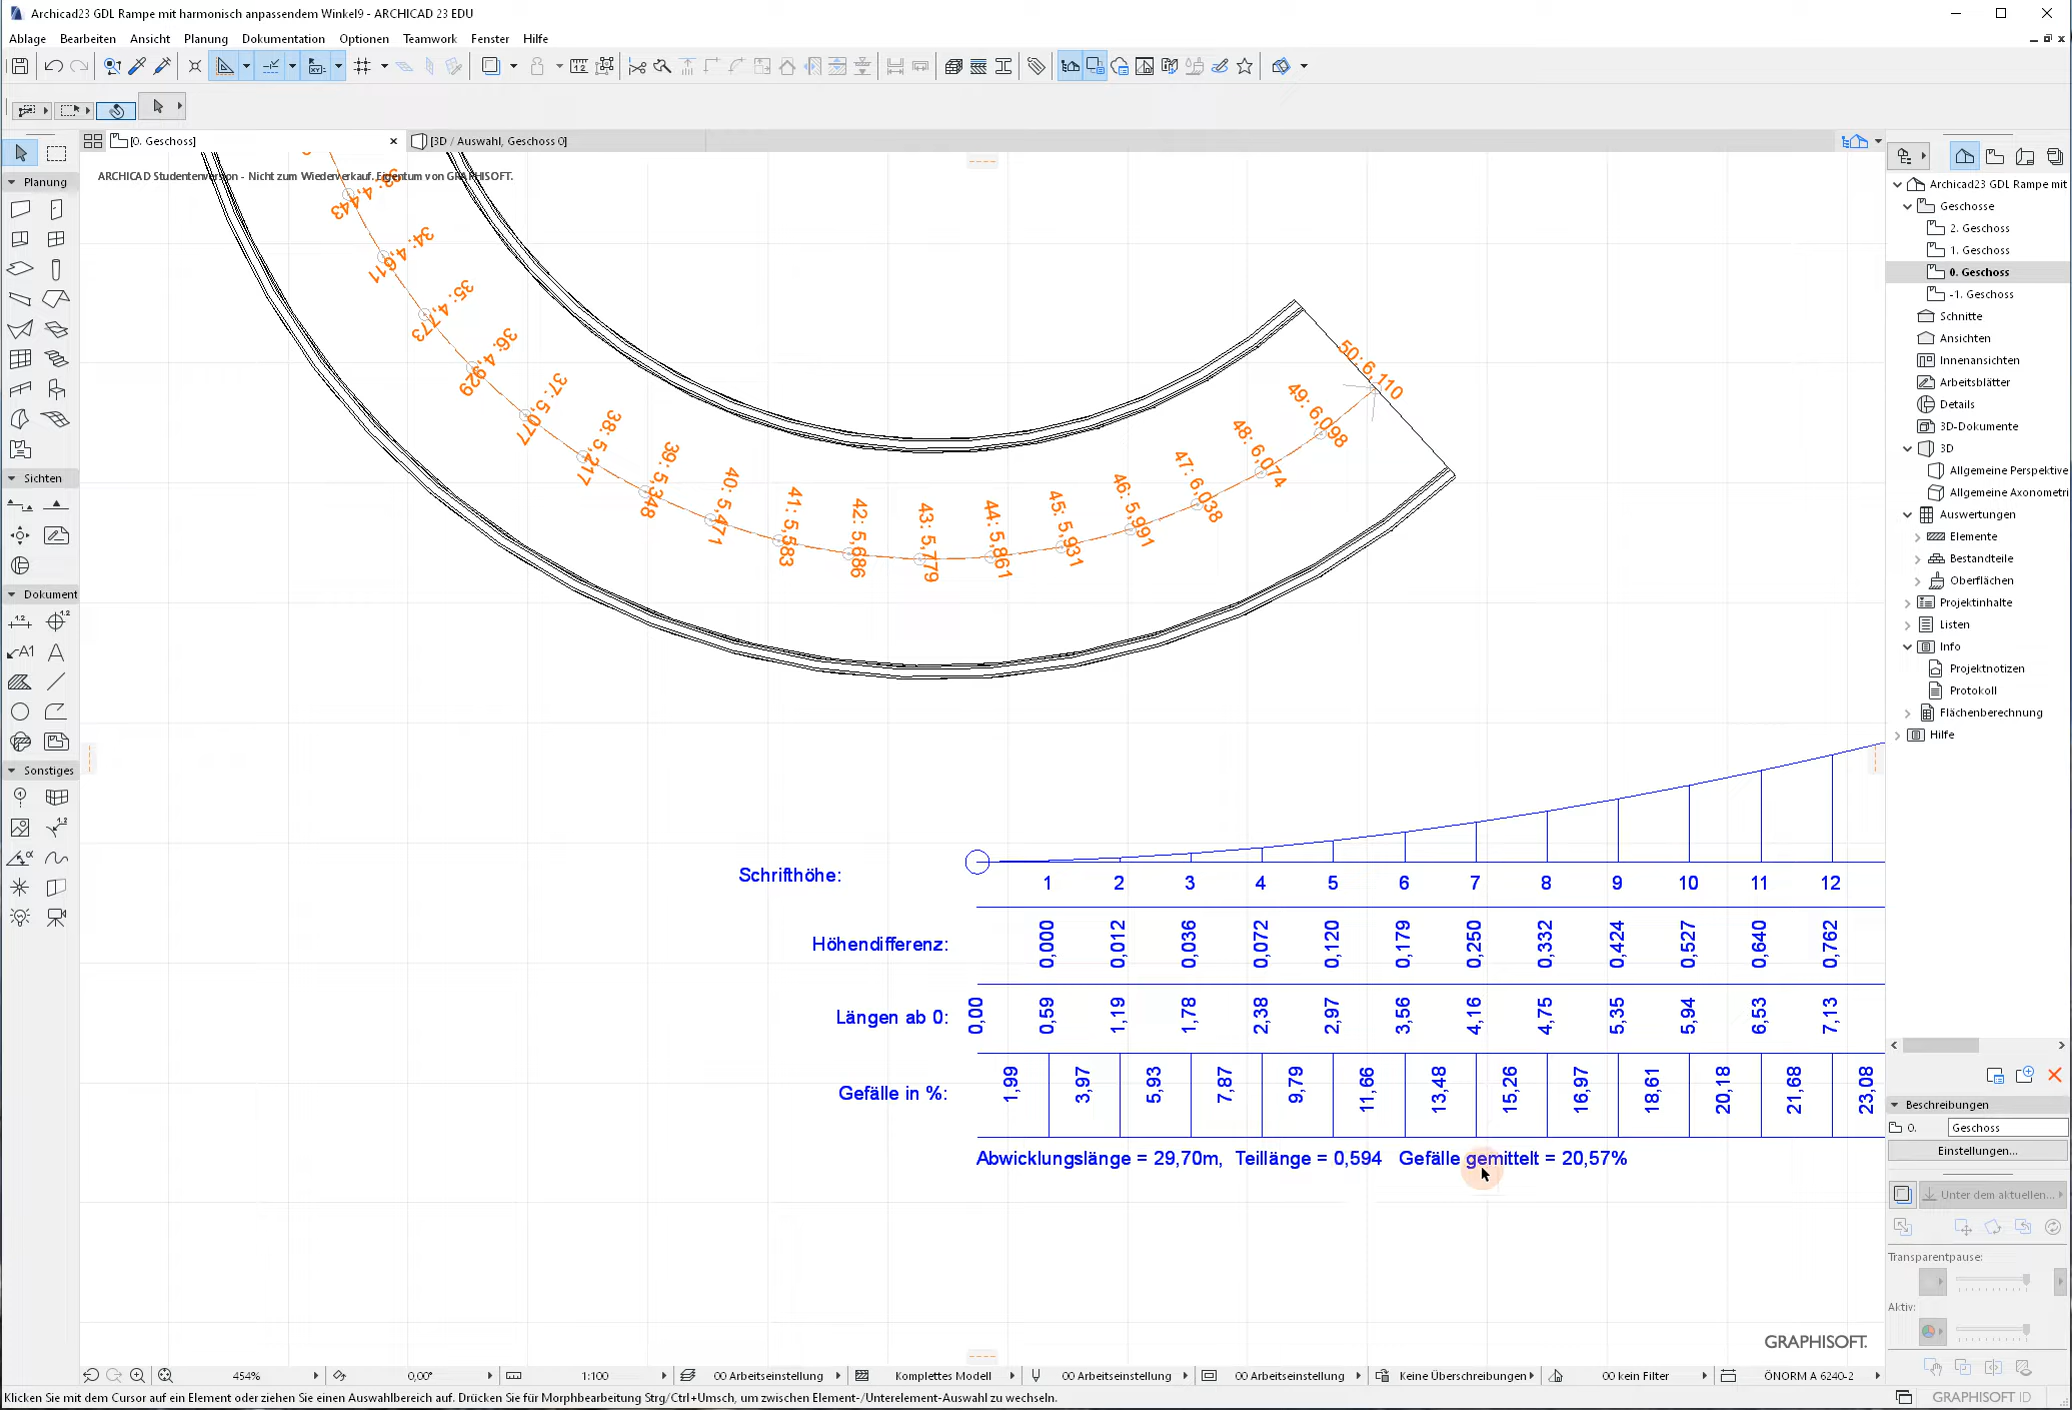 Archicad23 GDL Rampe mit harmonisch anpassendem Winkel9 - ARCHICAD 23 EDU
Ablage Bearbeiten Ansicht Planung Dokumentation Optionen Teamwork Fenster Hilfe
[0. Geschoss]
[3D / Auswahl, Geschoss 0]
ARCHICAD Studentenversion - Nicht zum Wiederverkauf. Eigentum von GRAPHISOFT.
Planung
Sichten
Dokument
Sonstiges
34: 4,611
35: 4,773
36: 4,929
37: 5,077
38: 5,217
39: 5,348
40: 5,471
41: 5,583
42: 5,686
43: 5,779
44: 5,861
45: 5,931
46: 5,991
47: 6,038
48: 6,074
49: 6,098
50: 6,110
Schrifthöhe: 1 2 3 4 5 6 7 8 9 10 11 12
Höhendifferenz: 0,000 0,012 0,036 0,072 0,120 0,179 0,250 0,332 0,424 0,527 0,640 0,762
Längen ab 0: 0,00 0,59 1,19 1,78 2,38 2,97 3,56 4,16 4,75 5,35 5,94 6,53 7,13
Gefälle in %: 1,99 3,97 5,93 7,87 9,79 11,66 13,48 15,26 16,97 18,61 20,18 21,68 23,08
Abwicklungslänge = 29,70m, Teillänge = 0,594 Gefälle gemittelt = 20,57%
GRAPHISOFT.
Archicad23 GDL Rampe mit
Geschosse
2. Geschoss
1. Geschoss
0. Geschoss
-1. Geschoss
Schnitte
Ansichten
Innenansichten
Arbeitsblätter
Details
3D-Dokumente
3D
Allgemeine Perspektive
Allgemeine Axonometri
Auswertungen
Elemente
Bestandteile
Oberflächen
Projektinhalte
Listen
Info
Projektnotizen
Protokoll
Flächenberechnung
Hilfe
Beschreibungen
0. Geschoss
Einstellungen...
Unter dem aktuellen...
Transparentpause:
Aktiv:
454% 0,00° 1:100 00 Arbeitseinstellung Komplettes Modell 00 Arbeitseinstellung 00 Arbeitseinstellung Keine Überschreibungen 00 kein Filter ÖNORM A 6240-2
Klicken Sie mit dem Cursor auf ein Element oder ziehen Sie einen Auswahlbereich auf. Drücken Sie für Morphbearbeitung Strg/Ctrl+Umsch, um zwischen Element-/Unterelement-Auswahl zu wechseln.
GRAPHISOFT ID